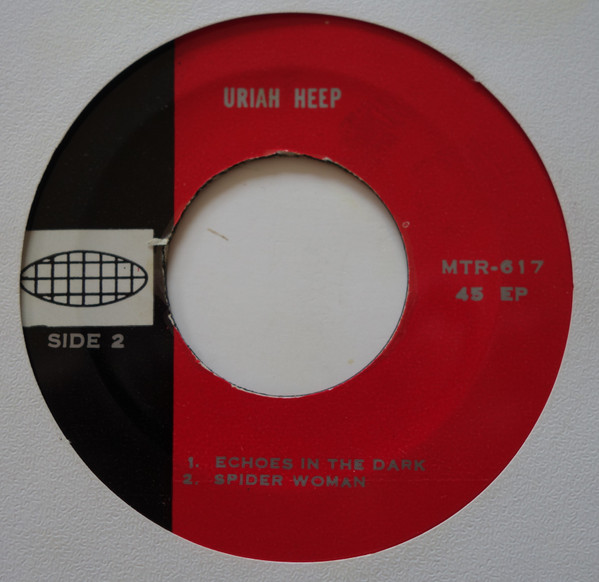 URIAH HEEP
MTR-617
45 EP
SIDE 2
1. ECHOES IN THE DARK
2. SPIDER WOMAN